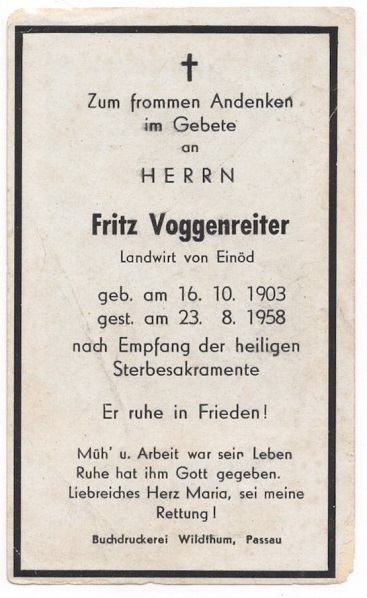 Zum frommen Andenken
im Gebete
an
HERRN
Fritz Voggenreiter
Landwirt von Einöd
geb. am 16. 10. 1903
gest. am 23. 8. 1958
nach Empfang der heiligen
Sterbesakramente
Er ruhe in Frieden!
Müh' u. Arbeit war sein Leben
Ruhe hat ihm Gott gegeben.
Liebreiches Herz Maria, sei meine
Rettung!
Buchdruckerei Wildthum, Passau